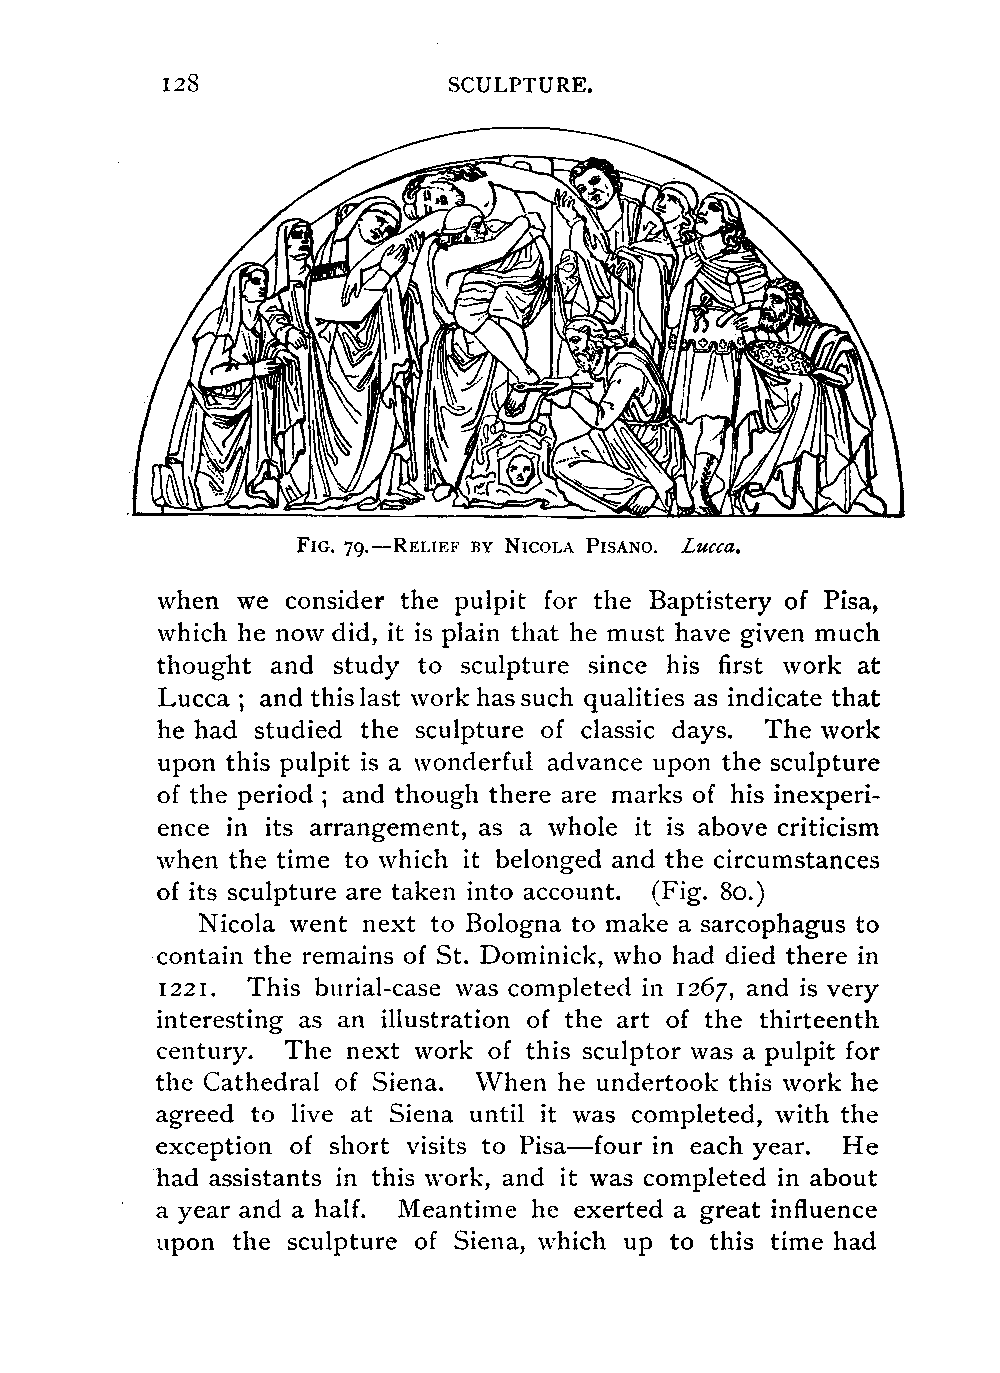 128 SCULPTURE.
FIG. 79.—RELIEF BY NICOLA PISANO. Lucca.
when we consider the pulpit for the Baptistery of Pisa,
which he now did, it is plain that he must have given much
thought and study to sculpture since his first work at
Lucca ; and this last work has such qualities as indicate that
he had studied the sculpture of classic days. The work
upon this pulpit is a wonderful advance upon the sculpture
of the period ; and though there are marks of his inexperi-
ence in its arrangement, as a whole it is above criticism
when the time to which it belonged and the circumstances
of its sculpture are taken into account. (Fig. 80.)
Nicola went next to Bologna to make a sarcophagus to
contain the remains of St. Dominick, who had died there in
1221. This burial-case was completed in 1267, and is very
interesting as an illustration of the art of the thirteenth
century. The next work of this sculptor was a pulpit for
the Cathedral of Siena. When he undertook this work he
agreed to live at Siena until it was completed, with the
exception of short visits to Pisa—four in each year. He
had assistants in this work, and it was completed in about
a year and a half. Meantime he exerted a great influence
upon the sculpture of Siena, which up to this time had